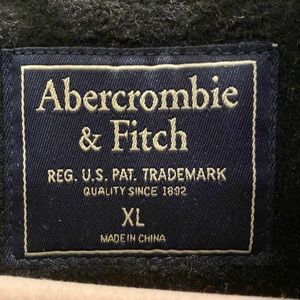 Abercrombie
& Fitch
REG. U.S. PAT. TRADEMARK
QUALITY SINCE 1892
XL
MADE IN CHINA